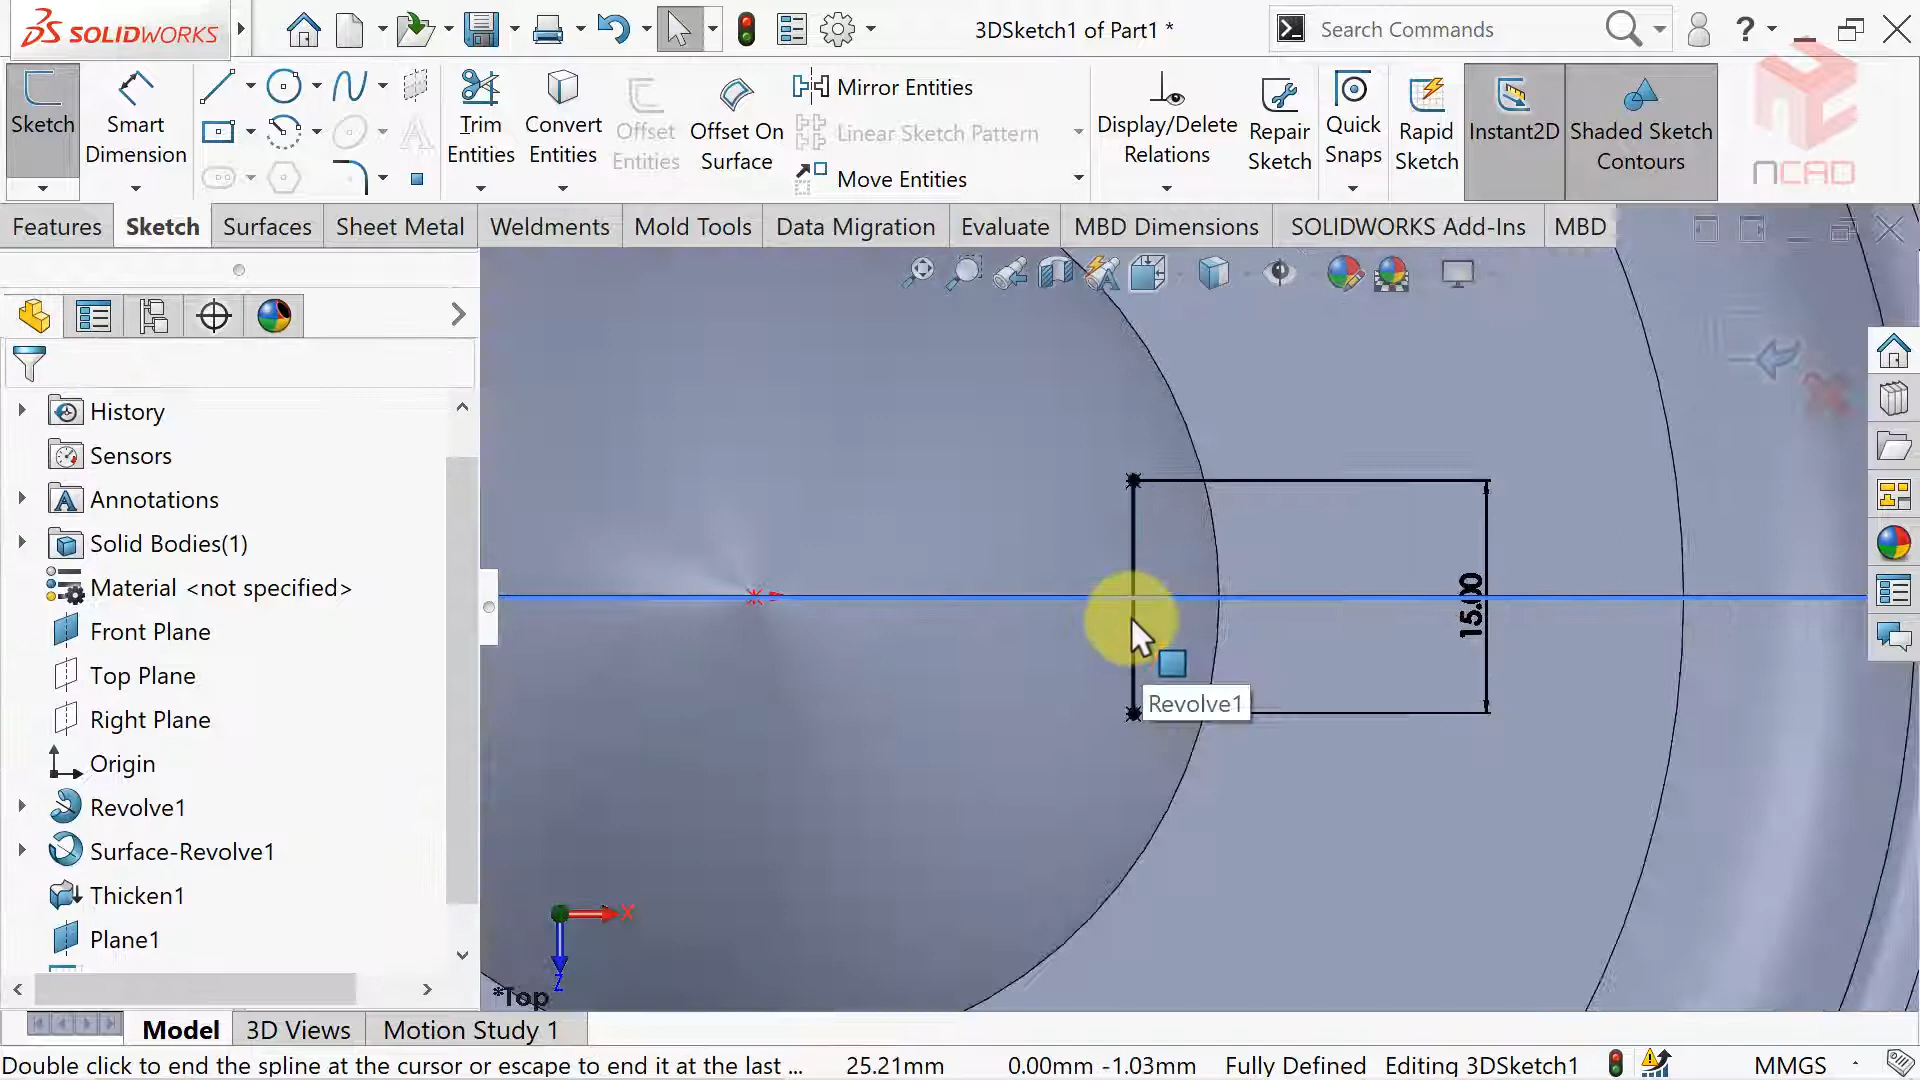 SOLIDWORKS
3DSketch1 of Part1 *
Search Commands
?
Sketch
Smart
Dimension
Trim
Entities
Convert
Entities
Offset
Entities
Offset On
Surface
Mirror Entities
Linear Sketch Pattern
Move Entities
Display/Delete
Relations
Repair
Sketch
Quick
Snaps
Rapid
Sketch
Instant2D
Shaded Sketch
Contours
NCAD
Features
Sketch
Surfaces
Sheet Metal
Weldments
Mold Tools
Data Migration
Evaluate
MBD Dimensions
SOLIDWORKS Add-Ins
MBD
History
Sensors
Annotations
Solid Bodies(1)
Material <not specified>
Front Plane
Top Plane
Right Plane
Origin
Revolve1
Surface-Revolve1
Thicken1
Plane1
15.00
Revolve1
X
Z
*Top
Model
3D Views
Motion Study 1
Double click to end the spline at the cursor or escape to end it at the last ...
25.21mm
0.00mm -1.03mm
Fully Defined
Editing 3DSketch1
MMGS